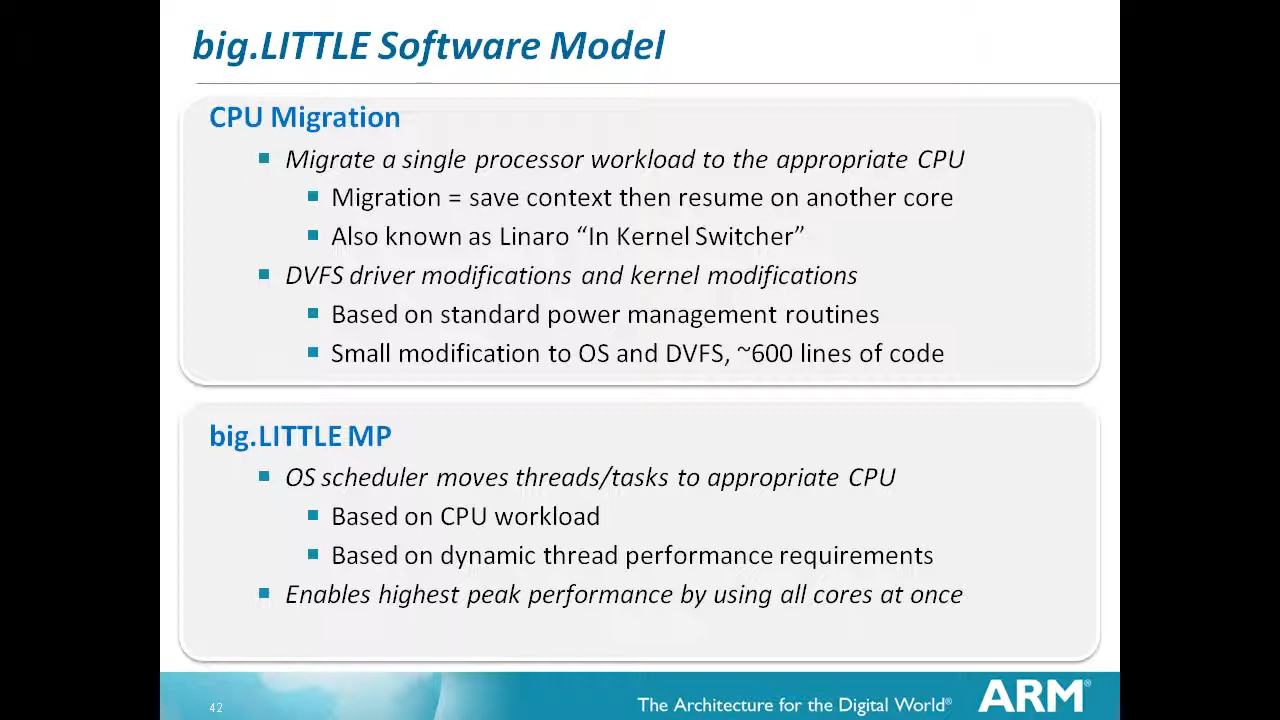 big.LITTLE Software Model
CPU Migration
Migrate a single processor workload to the appropriate CPU
Migration = save context then resume on another core
Also known as Linaro “In Kernel Switcher”
DVFS driver modifications and kernel modifications
Based on standard power management routines
Small modification to OS and DVFS, ~600 lines of code
big.LITTLE MP
OS scheduler moves threads/tasks to appropriate CPU
Based on CPU workload
Based on dynamic thread performance requirements
Enables highest peak performance by using all cores at once
42
The Architecture for the Digital World®
ARM®